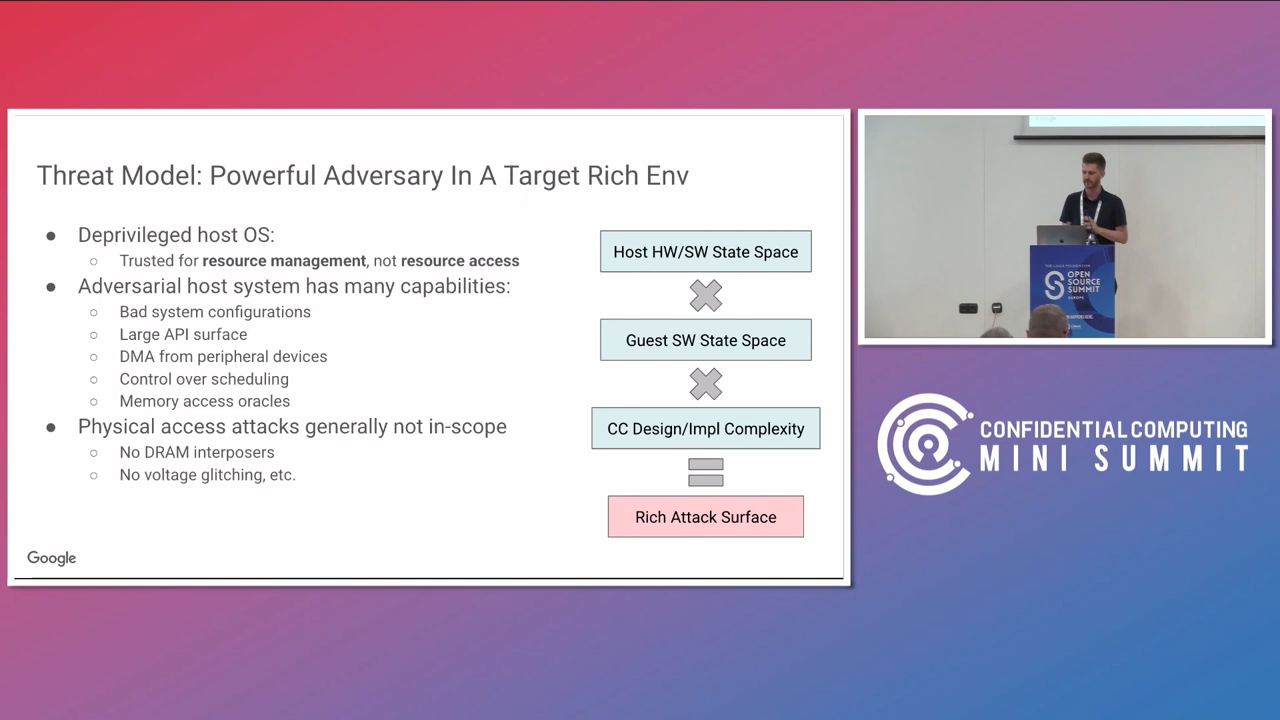 Threat Model: Powerful Adversary In A Target Rich Env
● Deprivileged host OS:
○ Trusted for resource management, not resource access
● Adversarial host system has many capabilities:
○ Bad system configurations
○ Large API surface
○ DMA from peripheral devices
○ Control over scheduling
○ Memory access oracles
● Physical access attacks generally not in-scope
○ No DRAM interposers
○ No voltage glitching, etc.
Host HW/SW State Space
Guest SW State Space
CC Design/Impl Complexity
Rich Attack Surface
Google
THE LINUX FOUNDATION
OPEN
SOURCE
SUMMIT
EUROPE
CONFIDENTIAL COMPUTING
MINI SUMMIT